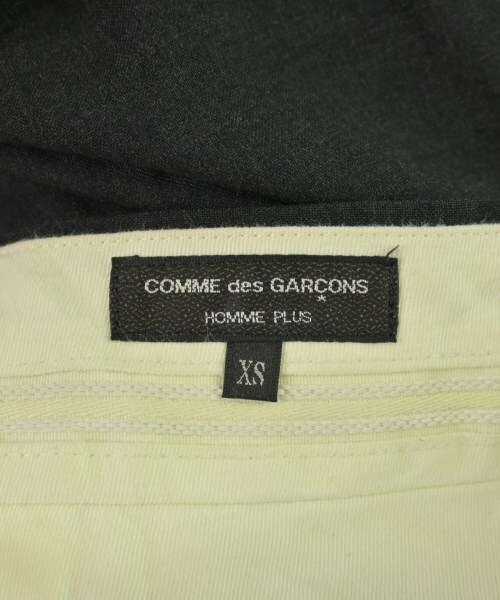 COMME des GARCONS
*
HOMME PLUS
XS